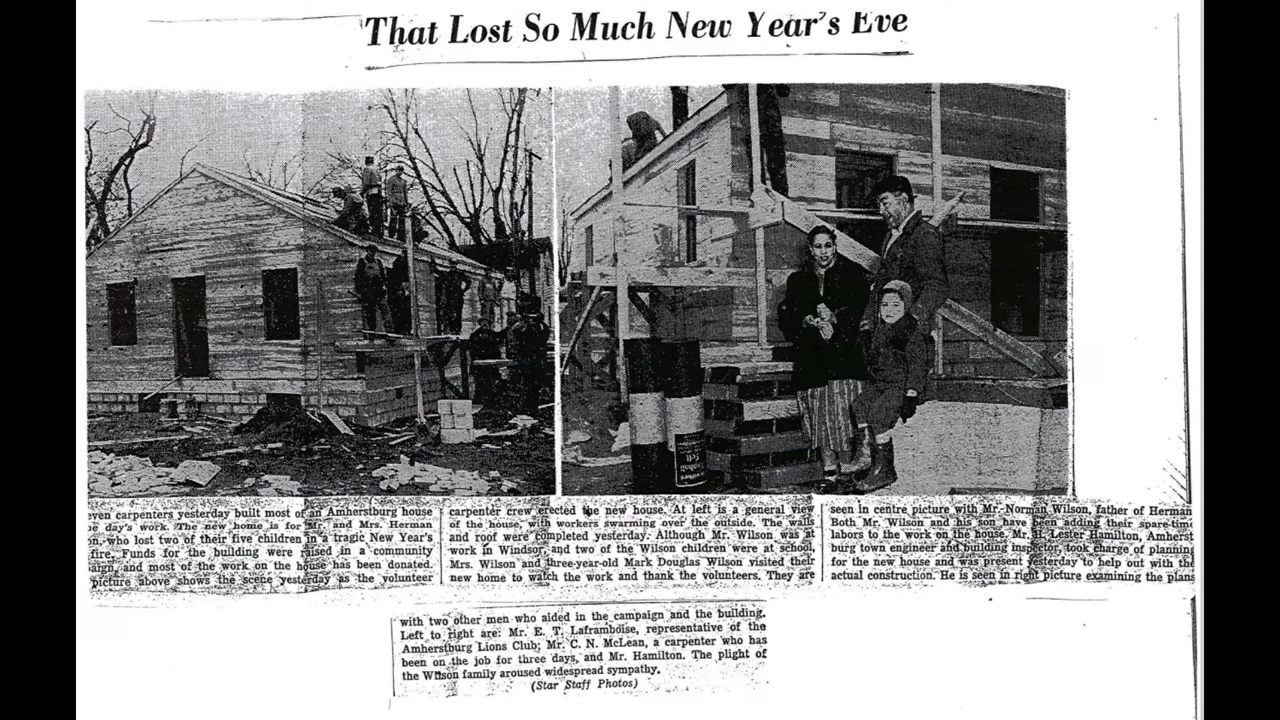 That Lost So Much New Year's Eve
even carpenters yesterday built most of an Amherstburg house
day's work. The new home is for Mr. and Mrs. Herman
on, who lost two of their five children in a tragic New Year's
fire. Funds for the building were raised in a community
aign, and most of the work on the house has been donated.
picture above shows the scene yesterday as the volunteer
carpenter crew erected the new house. At left is a general view
of the house, with workers swarming over the outside. The walls
and roof were completed yesterday. Although Mr. Wilson was at
work in Windsor, and two of the Wilson children were at school,
Mrs. Wilson and three-year-old Mark Douglas Wilson visited their
new home to watch the work and thank the volunteers. They are
seen in centre picture with Mr. Norman Wilson, father of Herman
Both Mr. Wilson and his son have been adding their spare-time
labors to the work on the house. Mr. H. Lester Hamilton, Amherst
burg town engineer and building inspector, took charge of planning
for the new house and was present yesterday to help out with the
actual construction. He is seen in right picture examining the plans
with two other men who aided in the campaign and the building.
Left to right are: Mr. E. T. Laframboise, representative of the
Amherstburg Lions Club; Mr. C. N. McLean, a carpenter who has
been on the job for three days, and Mr. Hamilton. The plight of
the Wilson family aroused widespread sympathy.
(Star Staff Photos)